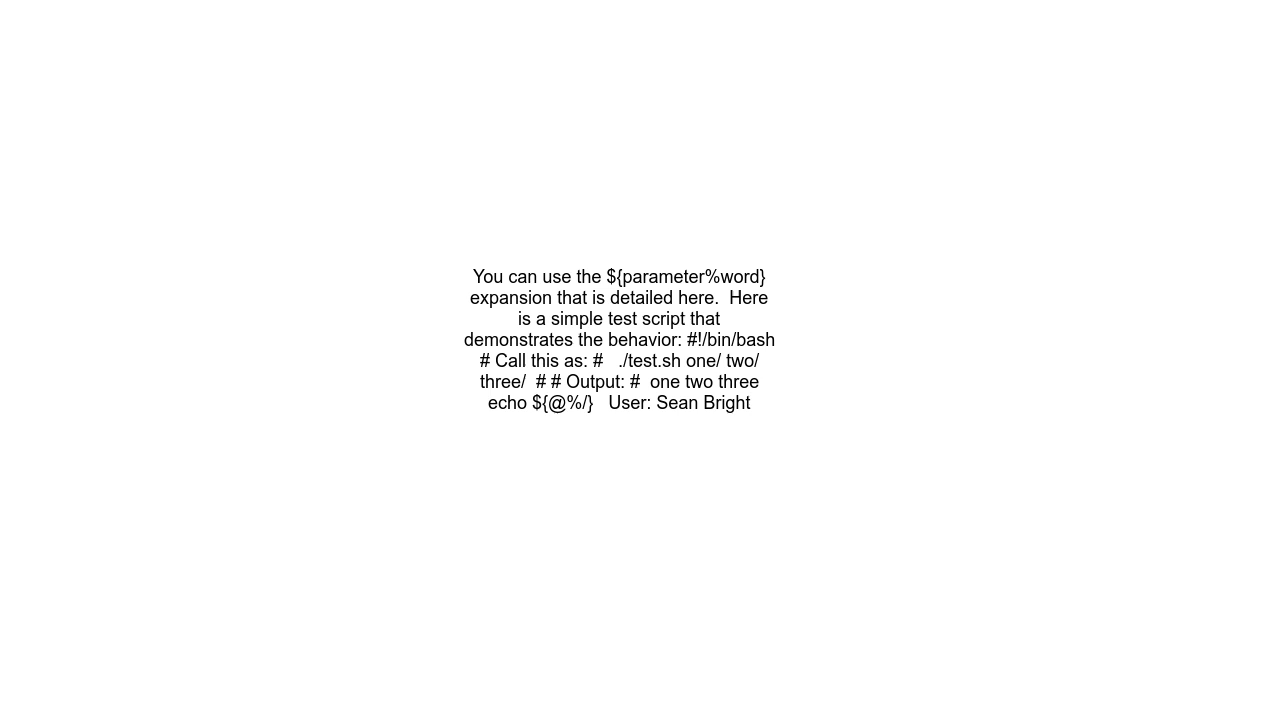 You can use the ${parameter%word}
expansion that is detailed here.  Here
is a simple test script that
demonstrates the behavior: #!/bin/bash
# Call this as: #   ./test.sh one/ two/
three/  # # Output: #  one two three
echo ${@%/}   User: Sean Bright